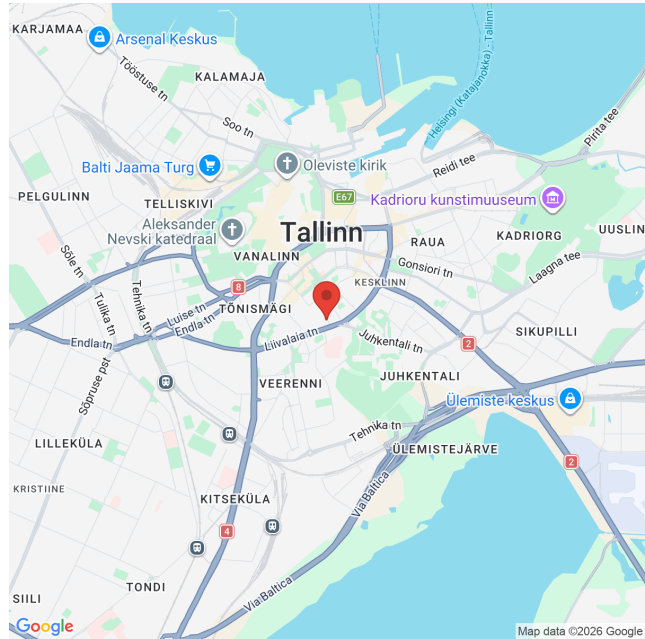 KARJAMAA
Arsenal Keskus
Tööstuse tn
KALAMAJA
Helsingi (Katajanokka) - Tallinn
Soo tn
Pirita tee
Balti Jaama Turg
Oleviste kirik
Reidi tee
PELGULINN
TELLISKIVI
E67
Kadrioru kunstimuuseum
Aleksander
Nevski katedraal
Tallinn
RAUA
KADRIORG
UUSLIN
Sõle tn
VANALINN
Gonsiori tn
Laagna tee
8
KESKLINN
Tulika tn
Tehnika tn
Luise tn
TÕNISMÄGI
Endla tn
Endla tn
Liivalaia tn
Juhkentali tn
2
SIKUPILLI
Sõpruse pst
VEERENNI
JUHKENTALI
Ülemiste keskus
LILLEKÜLA
Tehnika tn
ÜLEMISTEJÄRVE
2
KRISTIINE
KITSEKÜLA
Via Baltica
4
TONDI
Via Baltica
SIILI
Google
Map data ©2026 Google